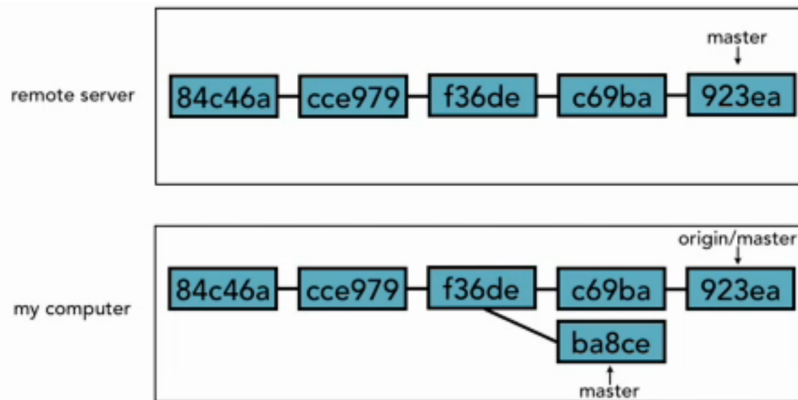 master
remote server
84c46a cce979 f36de c69ba 923ea
origin/master
84c46a cce979 f36de c69ba 923ea
my computer
ba8ce
master